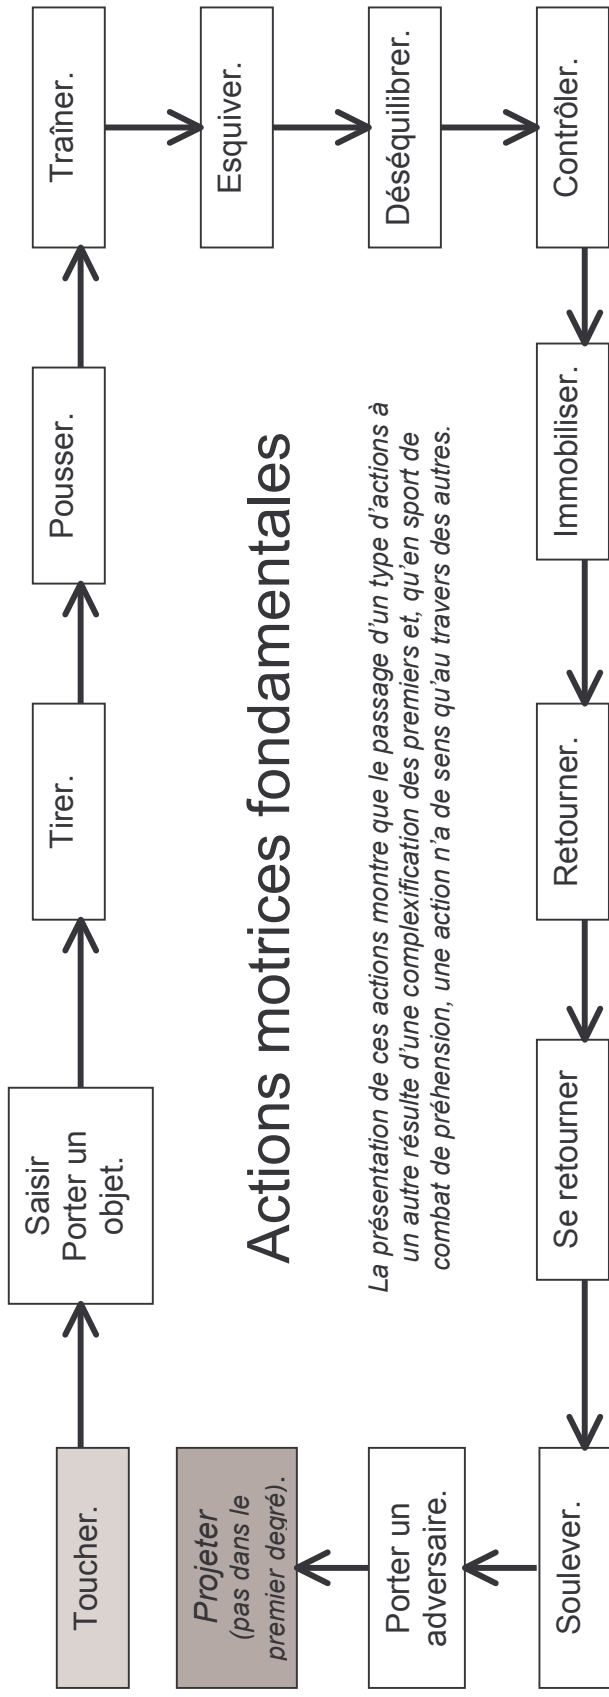 Toucher.
Saisir
Porter un
objet.
Tirer.
Pousser.
Traîner.
Esquiver.
Déséquilibrer.
Contrôler.
Immobiliser.
Retourner.
Se retourner
Soulever.
Porter un
adversaire.
Projeter
(pas dans le
premier degré).
Actions motrices fondamentales
La présentation de ces actions montre que le passage d'un type d'actions à
un autre résulte d'une complexification des premiers et, qu'en sport de
combat de préhension, une action n'a de sens qu'au travers des autres.